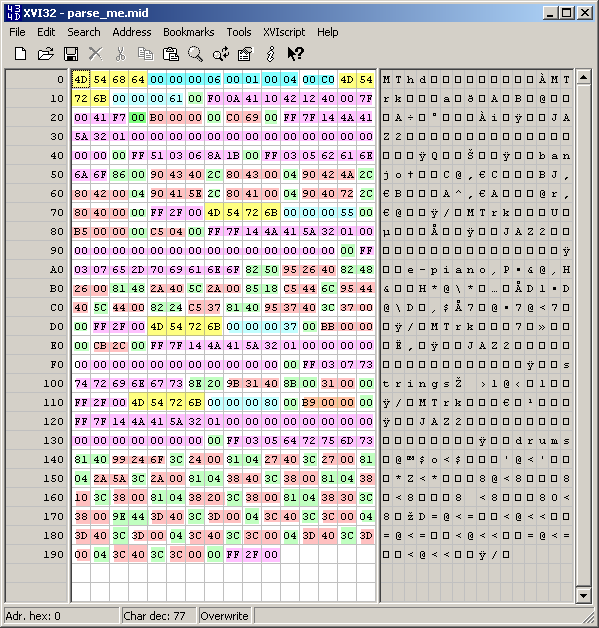 XVI32 - parse_me.mid
File Edit Search Address Bookmarks Tools XVIscript Help
0 4D 54 68 64 00 00 00 06 00 01 00 04 00 C0 4D 54 M T h d □ □ □ □ □ □ □ □ □ À M T
10 72 6B 00 00 00 61 00 F0 0A 41 10 42 12 40 00 7F r k □ □ □ a □ ð □ A □ B □ @ □ □
20 00 41 F7 00 B0 00 00 00 C0 69 00 FF 7F 14 4A 41 □ A ÷ □ ° □ □ □ À i □ ÿ □ □ J A
30 5A 32 01 00 00 00 00 00 00 00 00 00 00 00 00 00 Z 2 □ □ □ □ □ □ □ □ □ □ □ □ □ □
40 00 00 00 FF 51 03 06 8A 1B 00 FF 03 05 62 61 6E □ □ □ ÿ Q □ □ Š □ □ ÿ □ □ b a n
50 6A 6F 86 00 90 43 40 2C 80 43 00 04 90 42 4A 2C j o † □ □ C @ , € C □ □ □ B J ,
60 80 42 00 04 90 41 5E 2C 80 41 00 04 90 40 72 2C € B □ □ □ A ^ , € A □ □ □ @ r ,
70 80 40 00 00 FF 2F 00 4D 54 72 6B 00 00 00 55 00 € @ □ □ ÿ / □ M T r k □ □ □ U □
80 B5 00 00 00 C5 04 00 FF 7F 14 4A 41 5A 32 01 00 µ □ □ □ Å □ □ ÿ □ □ J A Z 2 □ □
90 00 00 00 00 00 00 00 00 00 00 00 00 00 00 00 FF □ □ □ □ □ □ □ □ □ □ □ □ □ □ □ ÿ
A0 03 07 65 2D 70 69 61 6E 6F 82 50 95 26 40 82 48 □ □ e - p i a n o ‚ P • & @ ‚ H
B0 26 00 81 48 2A 40 5C 2A 00 85 18 C5 44 6C 95 44 & □ □ H * @ \ * □ … □ Å D l • D
C0 40 5C 44 00 82 24 C5 37 81 40 95 37 40 3C 37 00 @ \ D □ ‚ $ Å 7 □ @ • 7 @ < 7 □
D0 00 FF 2F 00 4D 54 72 6B 00 00 00 37 00 BB 00 00 □ ÿ / □ M T r k □ □ □ 7 □ » □ □
E0 00 CB 2C 00 FF 7F 14 4A 41 5A 32 01 00 00 00 00 □ Ë , □ ÿ □ □ J A Z 2 □ □ □ □ □
F0 00 00 00 00 00 00 00 00 00 00 00 00 FF 03 07 73 □ □ □ □ □ □ □ □ □ □ □ □ ÿ □ □ s
100 74 72 69 6E 67 73 8E 20 9B 31 40 8B 00 31 00 00 t r i n g s Ž › 1 @ ‹ □ 1 □ □
110 FF 2F 00 4D 54 72 6B 00 00 00 80 00 B9 00 00 00 ÿ / □ M T r k □ □ □ € □ ¹ □ □ □
120 FF 7F 14 4A 41 5A 32 01 00 00 00 00 00 00 00 00 ÿ □ □ J A Z 2 □ □ □ □ □ □ □ □ □
130 00 00 00 00 00 00 00 00 FF 03 05 64 72 75 6D 73 □ □ □ □ □ □ □ □ ÿ □ □ d r u m s
140 81 40 99 24 6F 3C 24 00 81 04 27 40 3C 27 00 81 □ @ ™ $ o < $ □ □ □ ' @ < ' □ □
150 04 2A 5A 3C 2A 00 81 04 38 40 3C 38 00 81 04 38 □ * Z < * □ □ □ 8 @ < 8 □ □ □ 8
160 10 3C 38 00 81 04 38 20 3C 38 00 81 04 38 30 3C □ < 8 □ □ □ 8 < 8 □ □ □ 8 0 <
170 38 00 9E 44 3D 40 3C 3D 00 04 3C 40 3C 3C 00 04 8 □ ž D = @ < = □ □ < @ < < □ □
180 3D 40 3C 3D 00 04 3C 40 3C 3C 00 04 3D 40 3C 3D = @ < = □ □ < @ < < □ □ = @ < =
190 00 04 3C 40 3C 3C 00 00 FF 2F 00 □ □ < @ < < □ □ ÿ / □
Adr. hex: 0 Char dec: 77 Overwrite